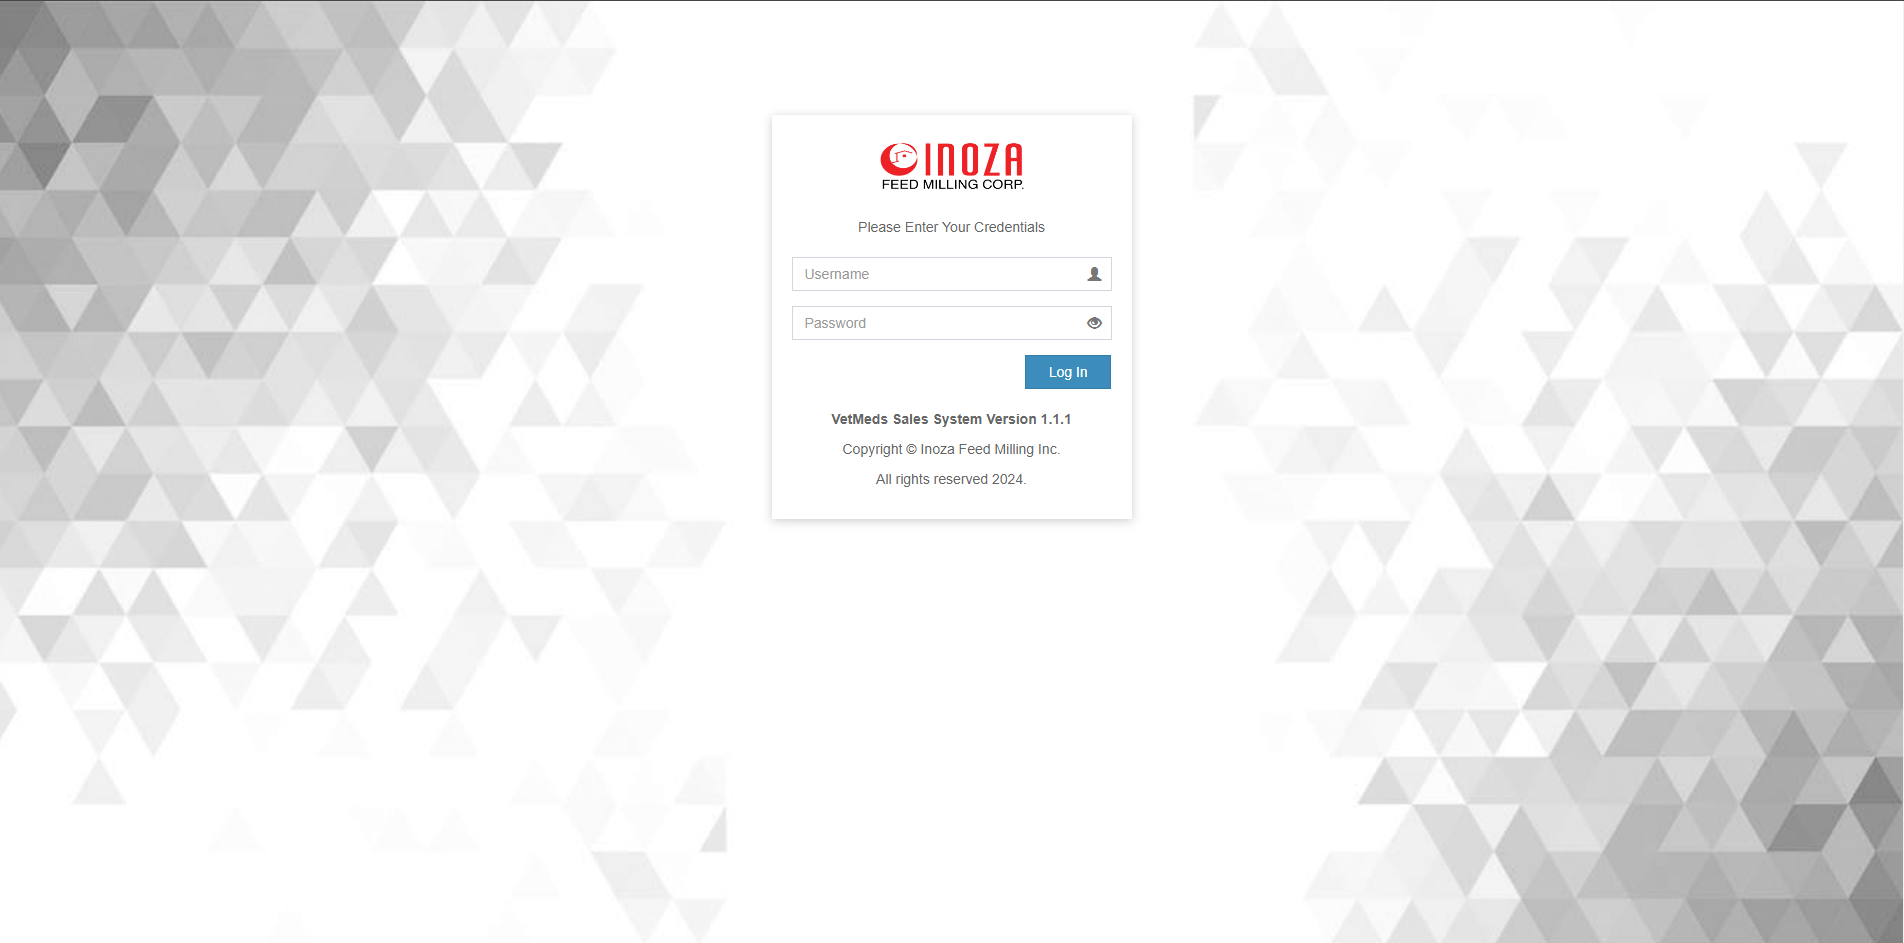 INOZA
FEED MILLING CORP.
Please Enter Your Credentials
Username
Password
Log In
VetMeds Sales System Version 1.1.1
Copyright © Inoza Feed Milling Inc.
All rights reserved 2024.